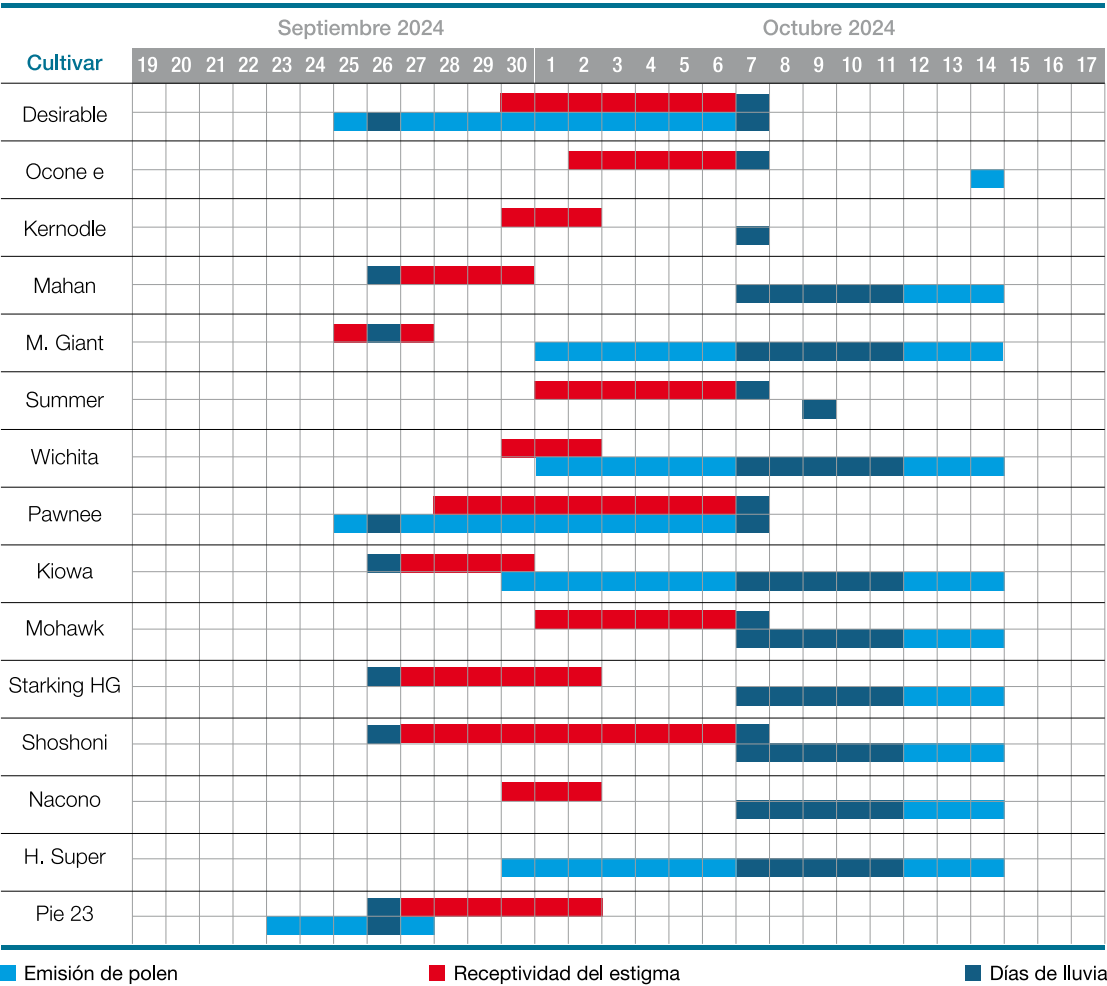 Septiembre 2024 Octubre 2024
Cultivar 19 20 21 22 23 24 25 26 27 28 29 30 1 2 3 4 5 6 7 8 9 10 11 12 13 14 15 16 17
Desirable
Ocone e
Kernodle
Mahan
M. Giant
Summer
Wichita
Pawnee
Kiowa
Mohawk
Starking HG
Shoshoni
Nacono
H. Super
Pie 23
Emisión de polen Receptividad del estigma Días de lluvia